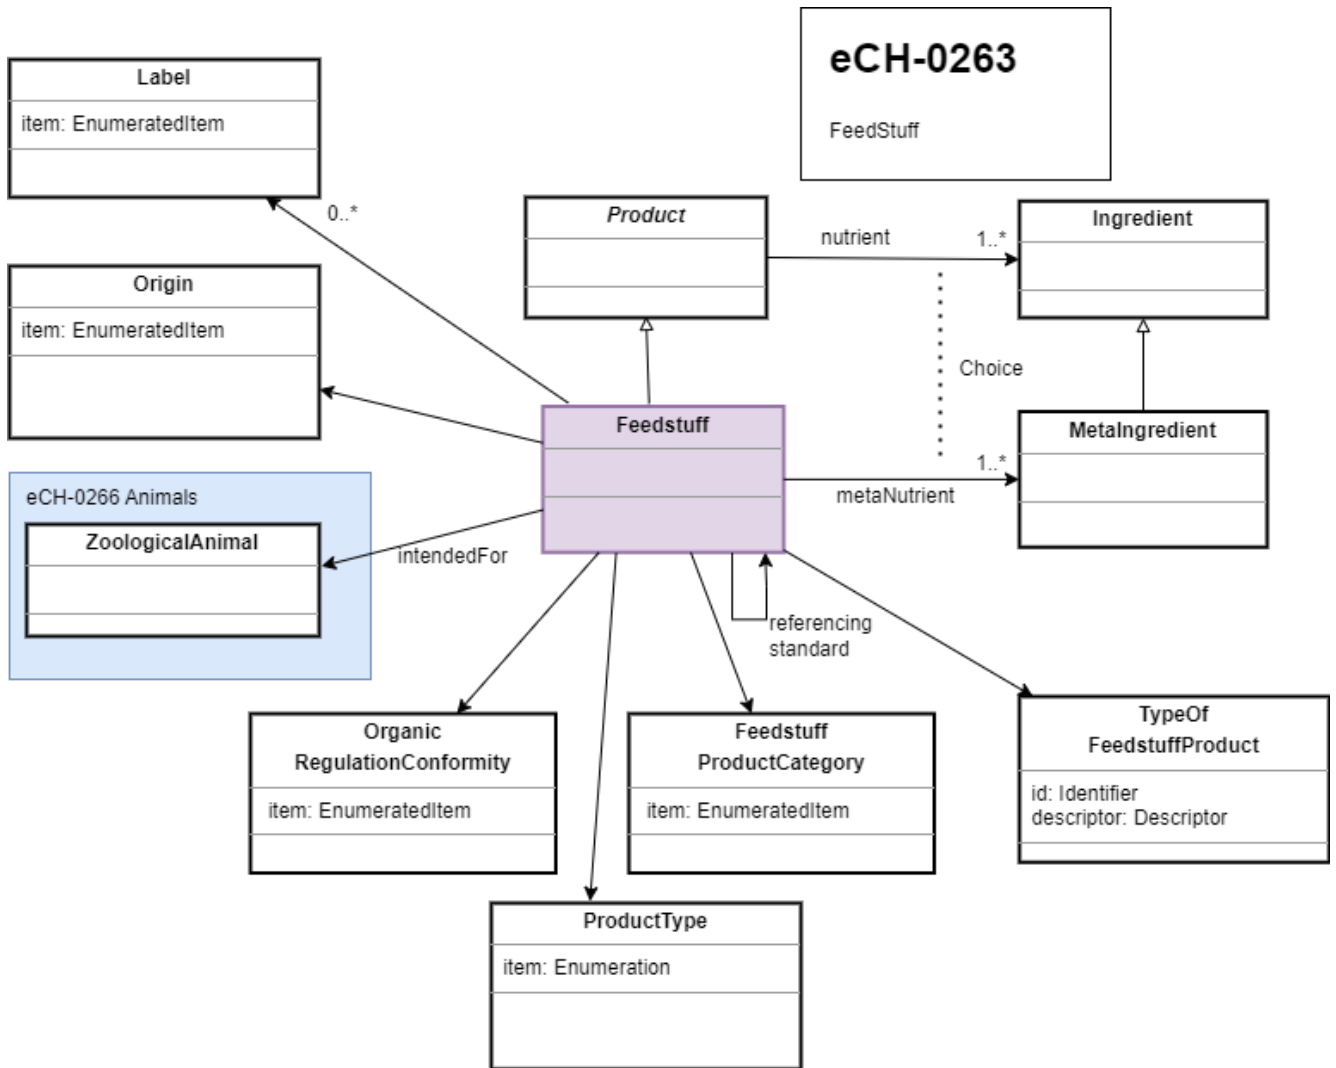 eCH-0263
FeedStuff
Label
item: EnumeratedItem
0..*
Product
nutrient
1..*
Ingredient
Origin
item: EnumeratedItem
Choice
Feedstuff
MetaIngredient
1..*
metaNutrient
eCH-0266 Animals
ZoologicalAnimal
intendedFor
referencing
standard
Organic
RegulationConformity
item: EnumeratedItem
Feedstuff
ProductCategory
item: EnumeratedItem
TypeOf
FeedstuffProduct
id: Identifier
descriptor: Descriptor
ProductType
item: Enumeration